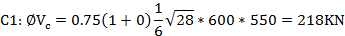 C1: ØV_c = 0.75(1 + 0) 1/6 √28 ∗ 600 ∗ 550 = 218KN